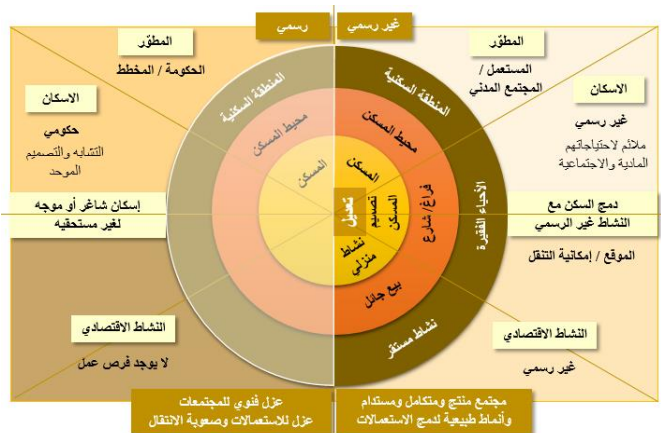 غير رسمي
رسمي
المطوّر
المستعمل /
المجتمع المدني
الاسكان
غير رسمي
ملائم لاحتياجاتهم
المادية والاجتماعية
دمج السكن مع
النشاط غير الرسمي
الموقع / إمكانية التنقل
النشاط الاقتصادي
غير رسمي
المنطقة السكنية
محيط المسكن
المسكن
الأحياء الفقيرة
فراغ/ شارع
تصميم
المسكن
تعديل
نشاط
منزلي
بيع جائل
نشاط مستقر
المطوّر
الحكومة / المخطط
الاسكان
حكومي
التشابه والتصميم
الموحد
إسكان شاغر أو موجه
لغير مستحقيه
النشاط الاقتصادي
لا يوجد فرص عمل
المنطقة السكنية
محيط المسكن
المسكن
مجتمع منتج ومتكامل ومستدام
وأنماط طبيعية لدمج الاستعمالات
عزل فئوي للمجتمعات
عزل للاستعمالات وصعوبة الانتقال